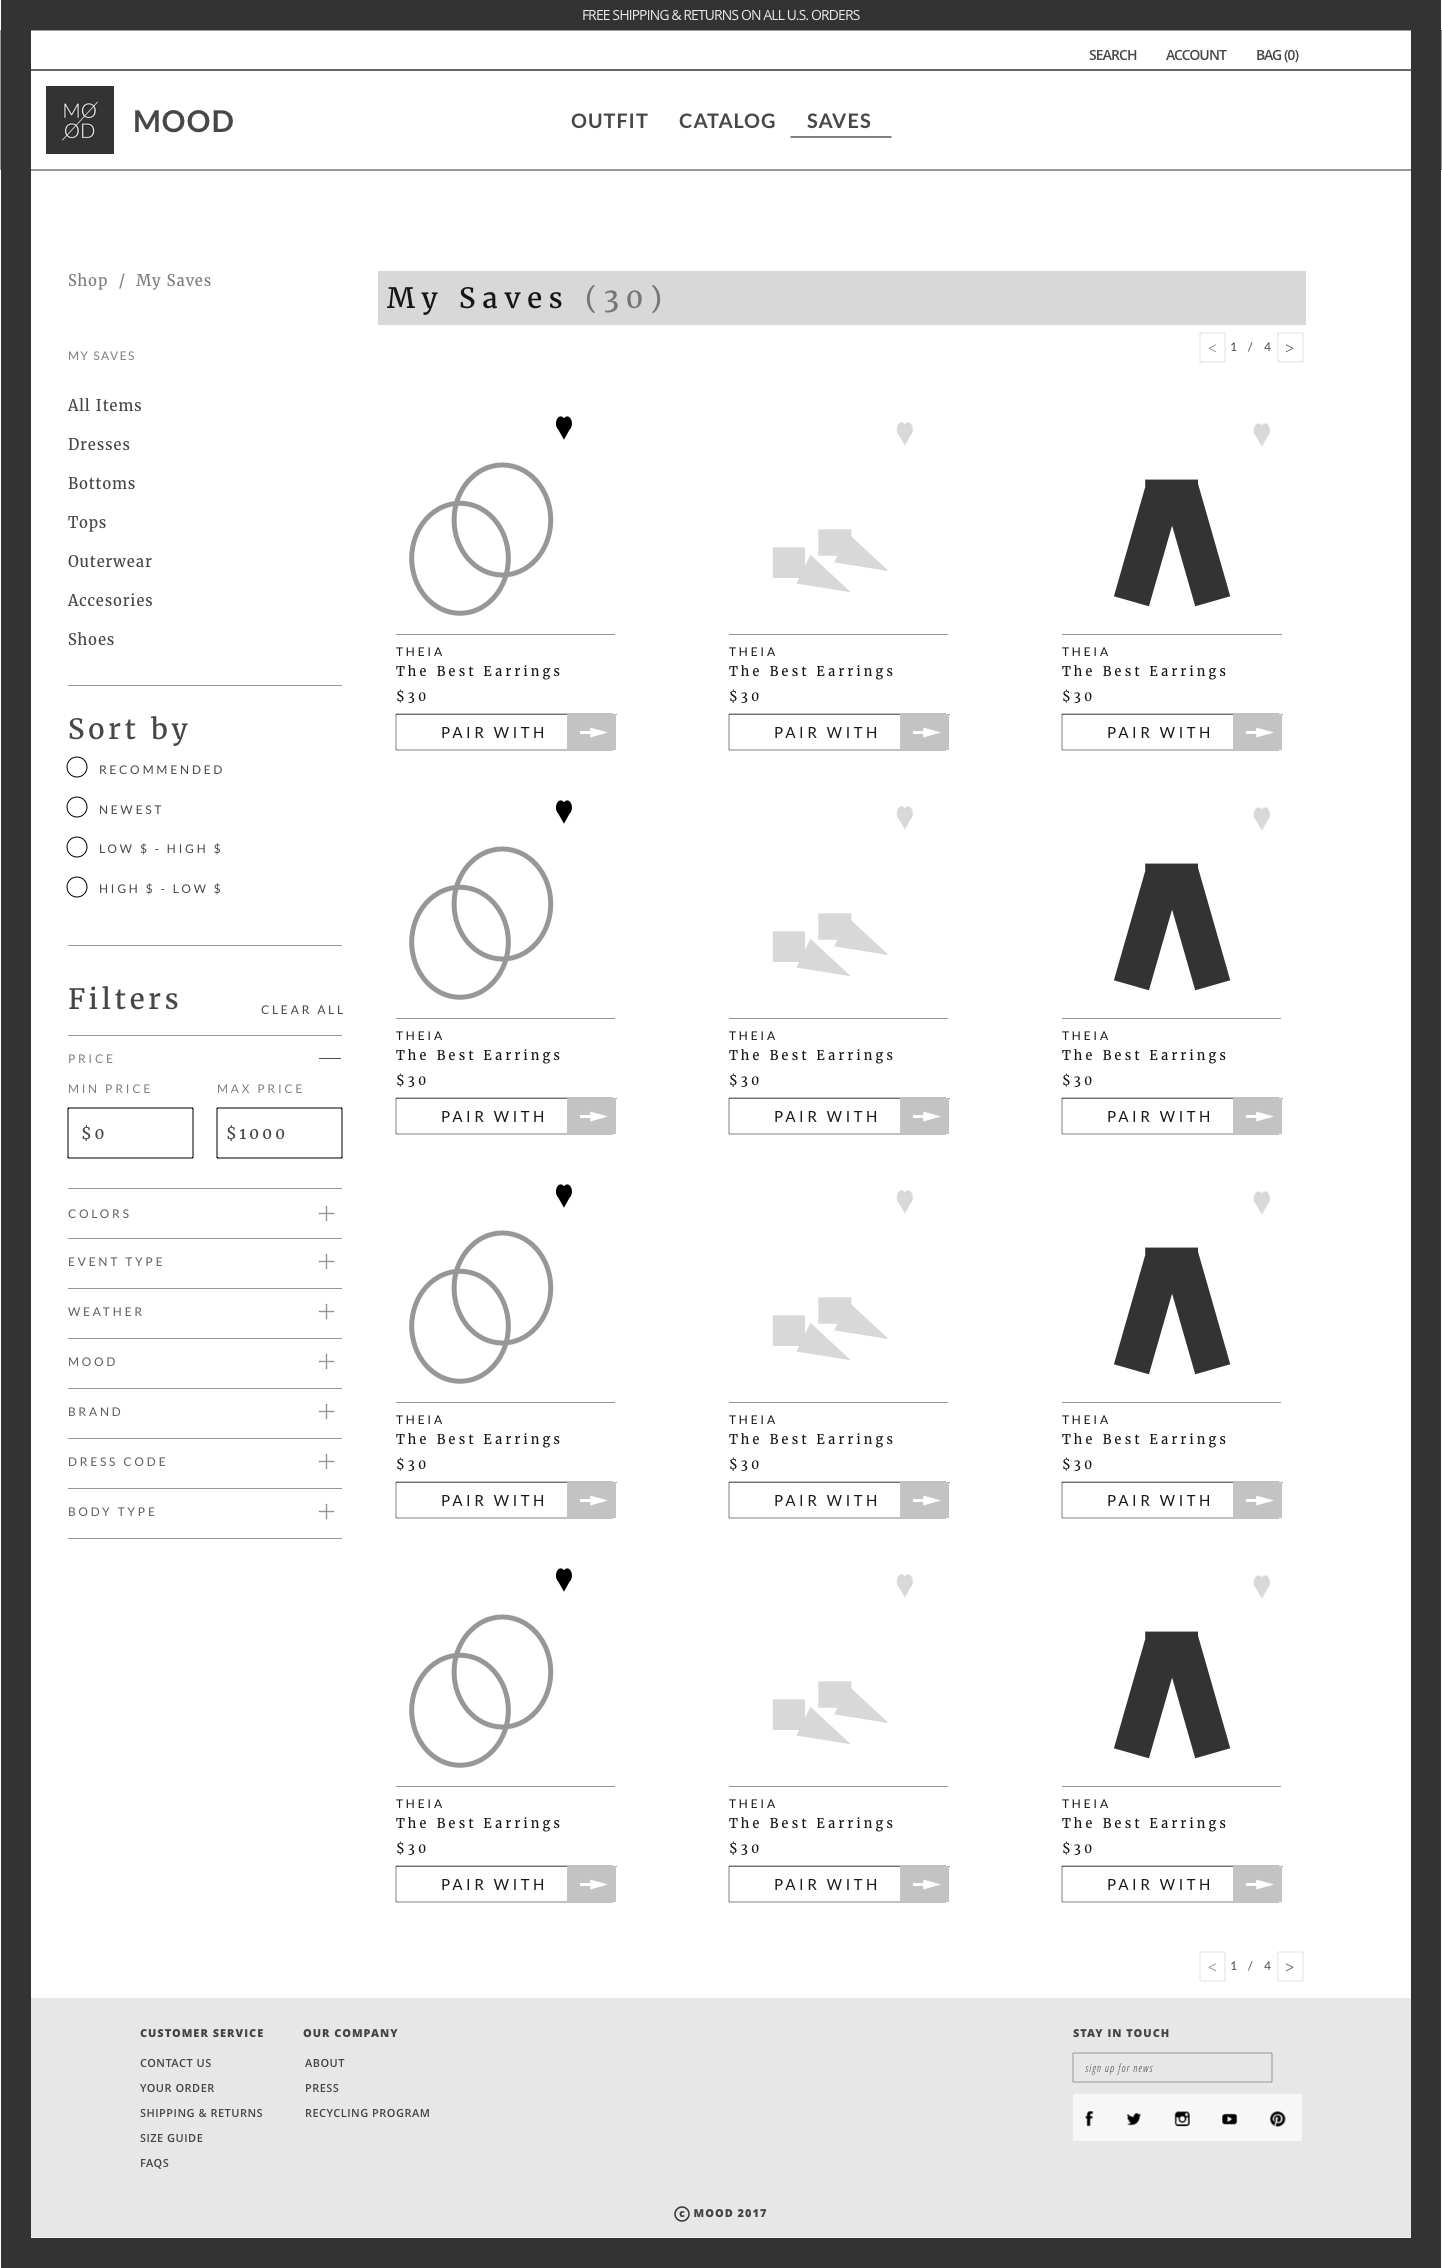 FREE SHIPPING & RETURNS ON ALL U.S. ORDERS
SEARCH ACCOUNT BAG (0)
MO
OD
MOOD
OUTFIT CATALOG SAVES
Shop / My Saves
MY SAVES
All Items
Dresses
Bottoms
Tops
Outerwear
Accesories
Shoes
Sort by
RECOMMENDED
NEWEST
LOW $ - HIGH $
HIGH $ - LOW $
Filters
CLEAR ALL
PRICE
MIN PRICE MAX PRICE
$0 $1000
COLORS
EVENT TYPE
WEATHER
MOOD
BRAND
DRESS CODE
BODY TYPE
My Saves (30)
< 1 / 4 >
THEIA THEIA THEIA
The Best Earrings The Best Earrings The Best Earrings
$30 $30 $30
PAIR WITH PAIR WITH PAIR WITH
THEIA THEIA THEIA
The Best Earrings The Best Earrings The Best Earrings
$30 $30 $30
PAIR WITH PAIR WITH PAIR WITH
THEIA THEIA THEIA
The Best Earrings The Best Earrings The Best Earrings
$30 $30 $30
PAIR WITH PAIR WITH PAIR WITH
THEIA THEIA THEIA
The Best Earrings The Best Earrings The Best Earrings
$30 $30 $30
PAIR WITH PAIR WITH PAIR WITH
< 1 / 4 >
CUSTOMER SERVICE
CONTACT US
YOUR ORDER
SHIPPING & RETURNS
SIZE GUIDE
FAQS
OUR COMPANY
ABOUT
PRESS
RECYCLING PROGRAM
STAY IN TOUCH
sign up for news
© MOOD 2017